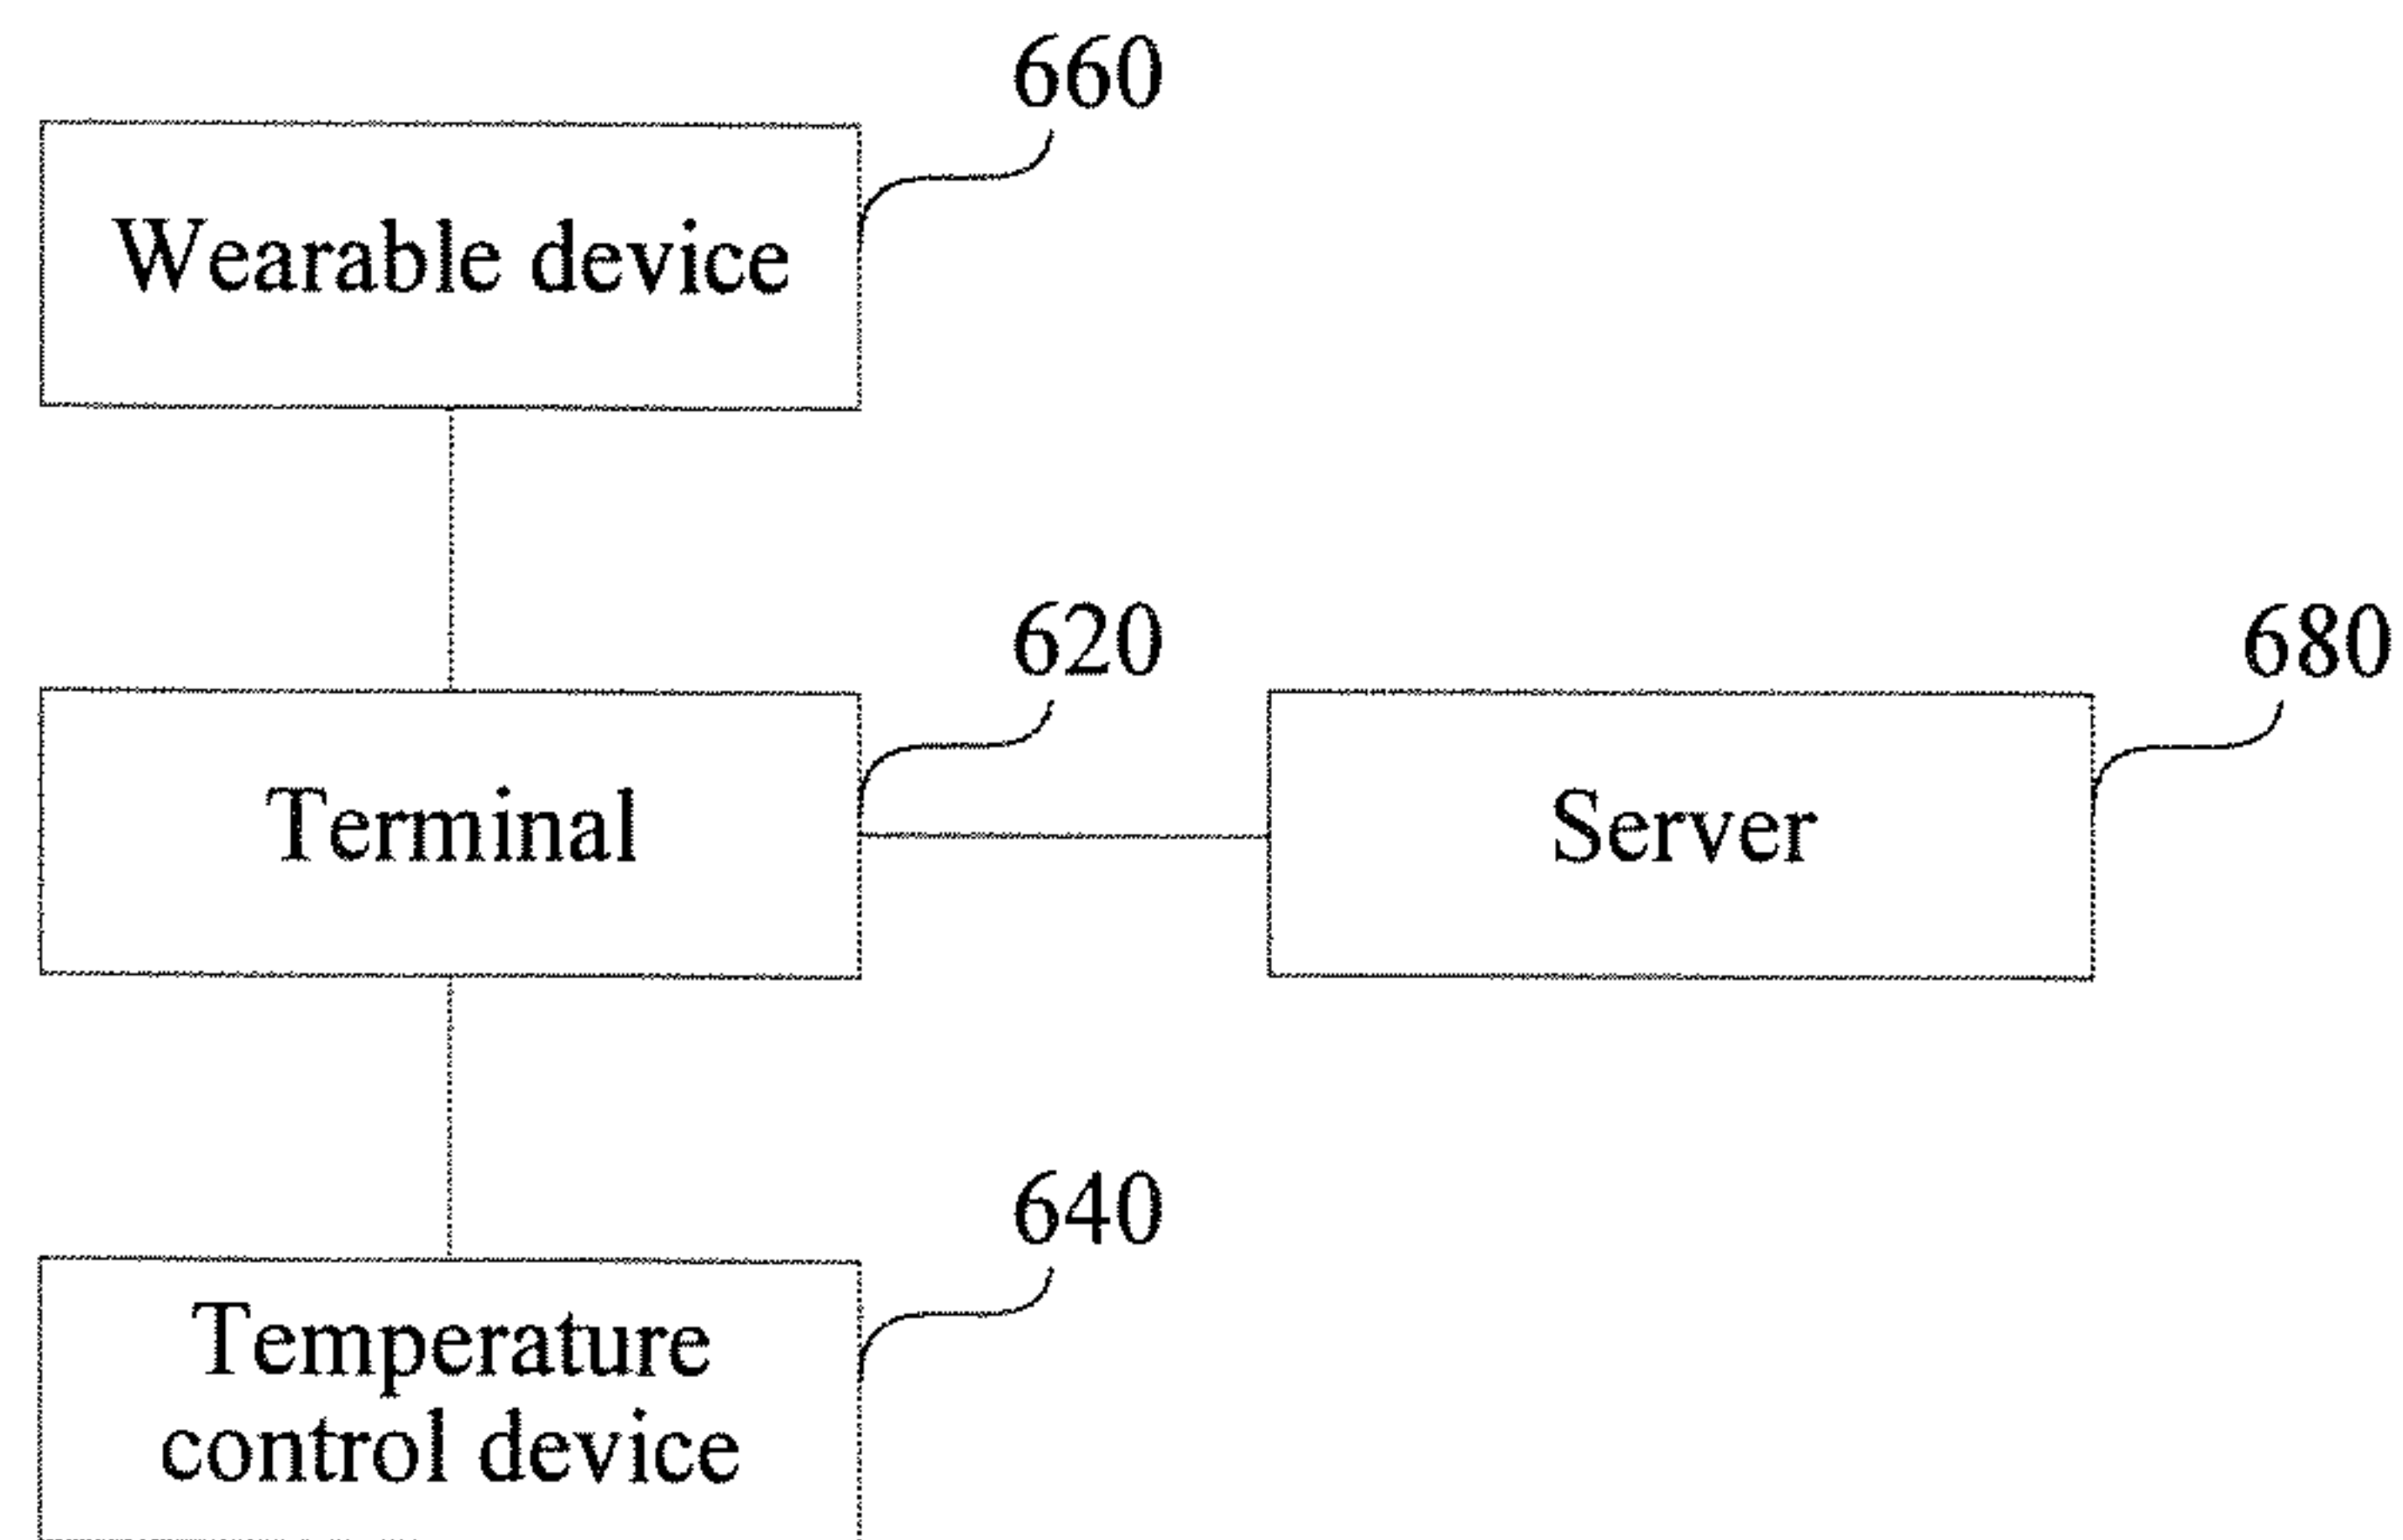 660
Wearable device
620
680
Terminal
Server
640
Temperature
control device